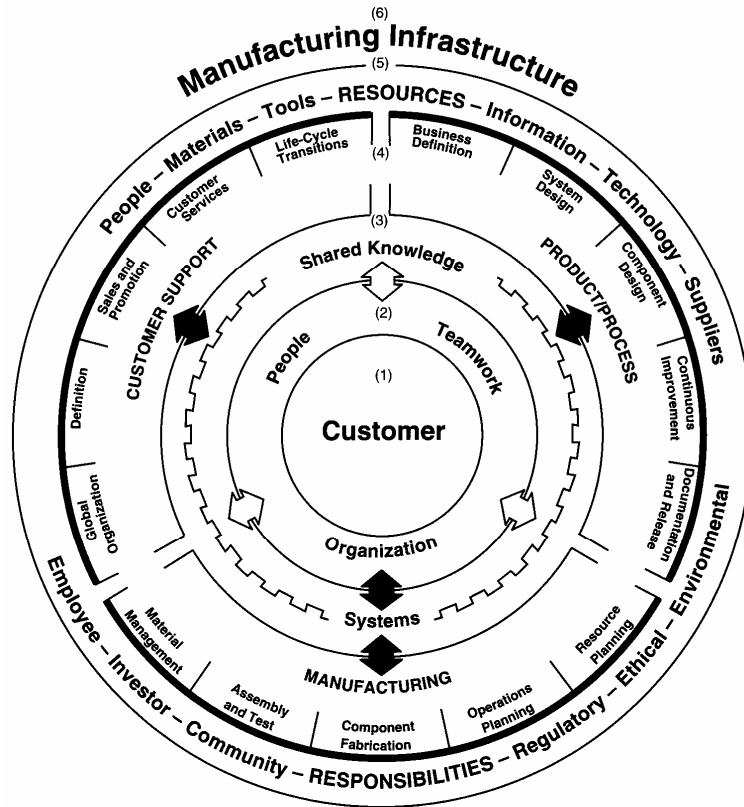 (6)
Manufacturing Infrastructure
(5)
People – Materials – Tools – RESOURCES – Information – Technology – Suppliers
(4)
Life-Cycle
Transitions
Business
Definition
Customer
Services
System
Design
Sales and
Promotion
Component
Design
Definition
Continuous
Improvement
Global
Organization
Documentation
and Release
CUSTOMER SUPPORT
PRODUCT/PROCESS
(3)
Shared Knowledge
(2)
People
Teamwork
(1)
Customer
Organization
Systems
MANUFACTURING
Material
Management
Assembly
and Test
Component
Fabrication
Operations
Planning
Resource
Planning
Employee – Investor – Community – RESPONSIBILITIES – Regulatory – Ethical – Environmental